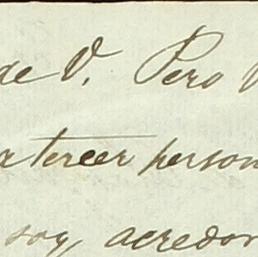 de V. Pero
a tercer person
soy acreedor